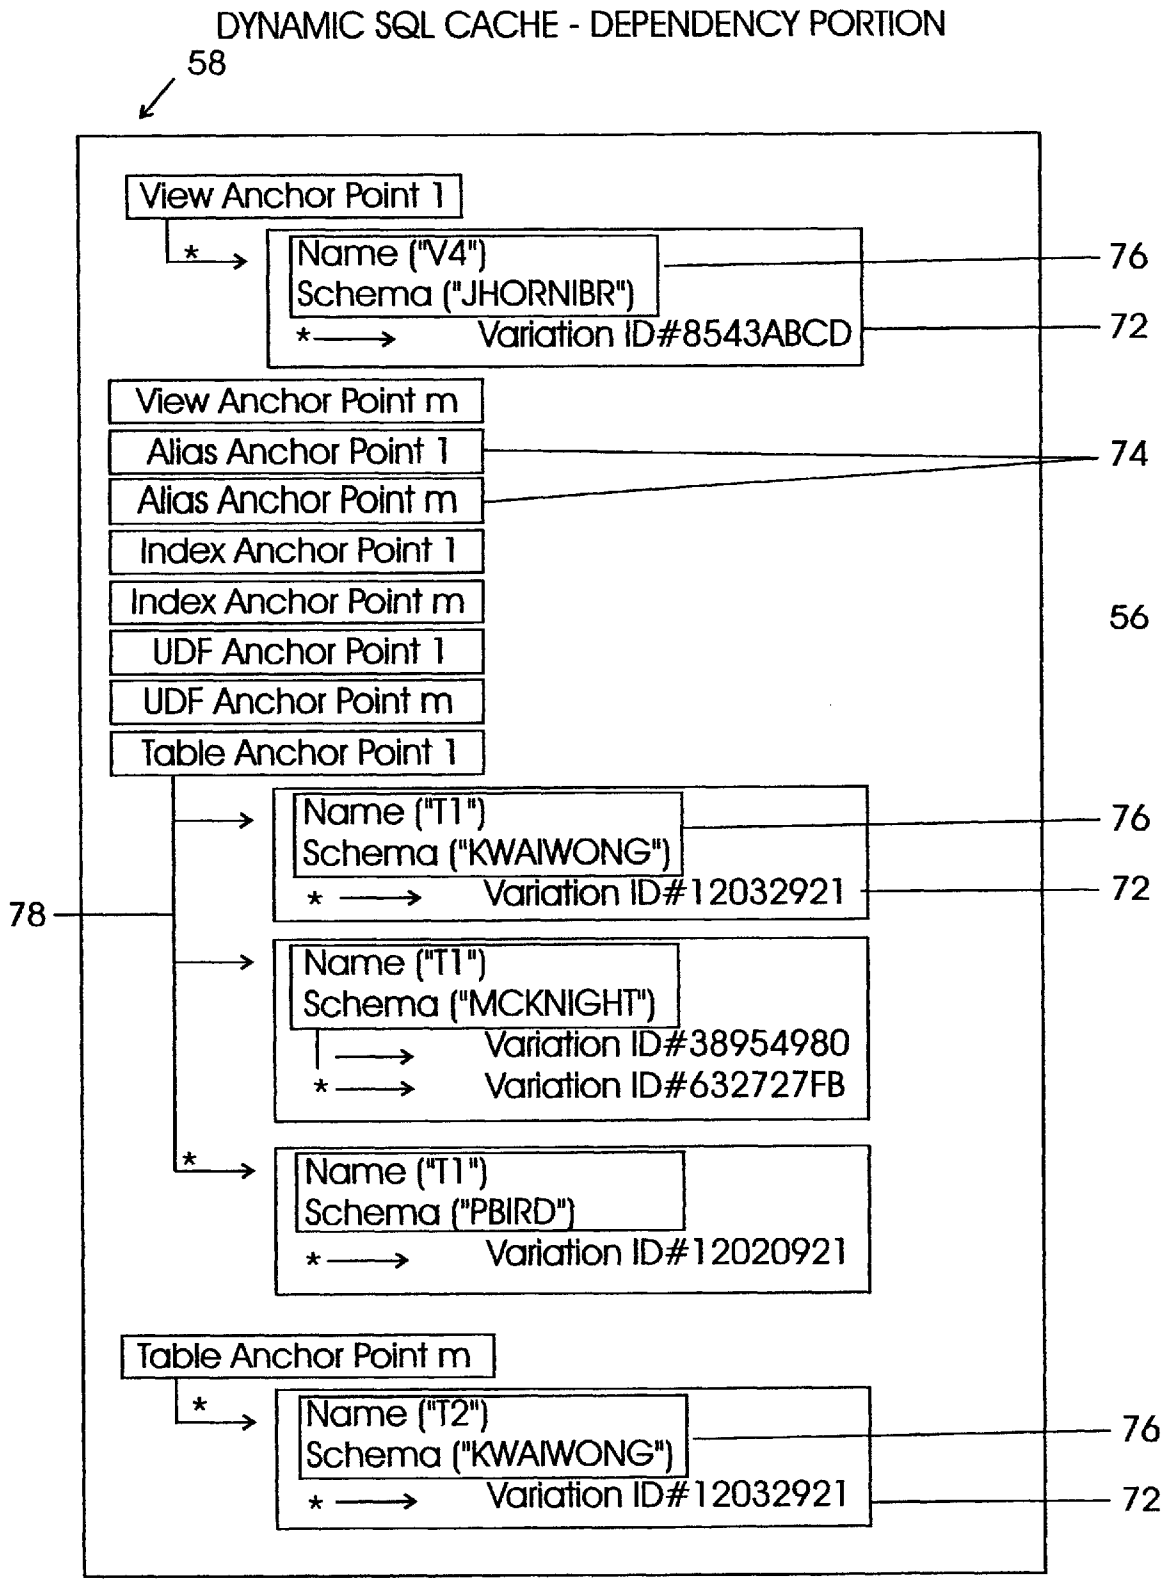 DYNAMIC SQL CACHE - DEPENDENCY PORTION
58
View Anchor Point 1
*
Name ("V4")
76
Schema ("JHORNIBR")
* Variation ID#8543ABCD
72
View Anchor Point m
Alias Anchor Point 1
74
Alias Anchor Point m
Index Anchor Point 1
Index Anchor Point m
56
UDF Anchor Point 1
UDF Anchor Point m
Table Anchor Point 1
Name ("T1")
76
Schema ("KWAIWONG")
* Variation ID#12032921
72
78
Name ("T1")
Schema ("MCKNIGHT")
Variation ID#38954980
* Variation ID#632727FB
*
Name ("T1")
Schema ("PBIRD")
* Variation ID#12020921
Table Anchor Point m
*
Name ("T2")
76
Schema ("KWAIWONG")
* Variation ID#12032921
72